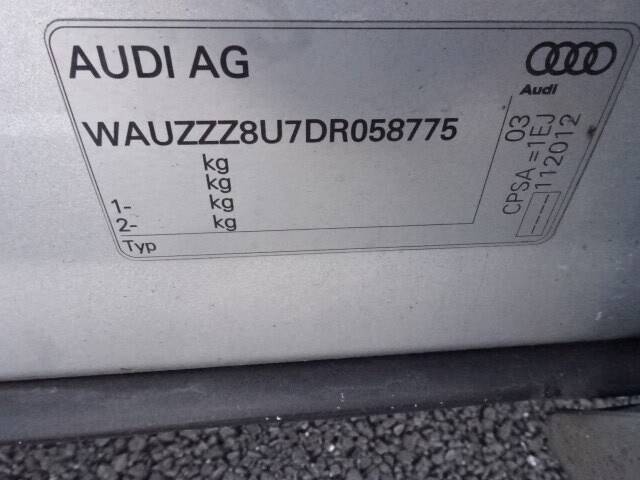 AUDI AG
Audi
WAUZZZ8U7DR058775
kg
kg
1- kg
2- kg
Typ
03
CPSA =1EJ
----112012